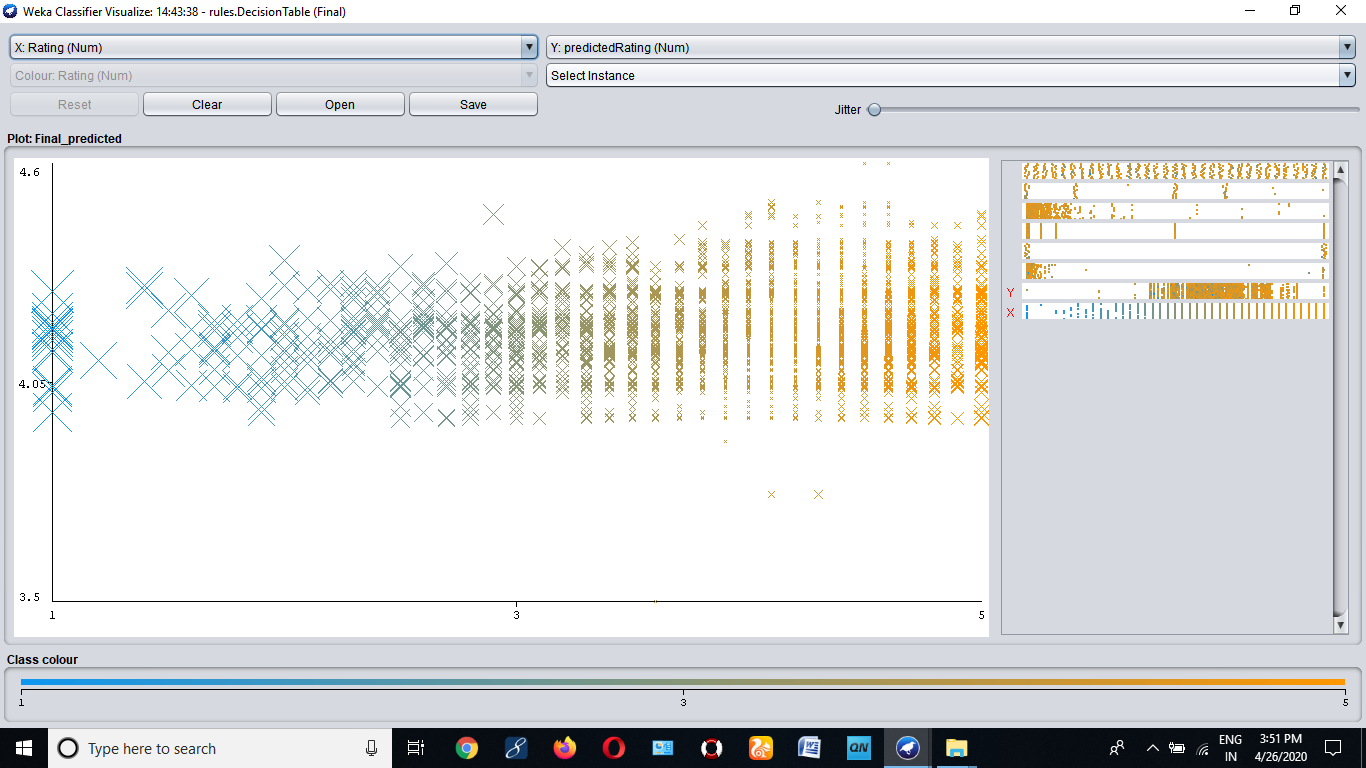 Weka Classifier Visualize: 14:43:38 - rules.DecisionTable (Final)
X: Rating (Num)
Y: predictedRating (Num)
Colour: Rating (Num)
Select Instance
Reset
Clear
Open
Save
Jitter
Plot: Final_predicted
4.6
4.05
3.5
1
3
5
Y
X
Class colour
1
3
5
Type here to search
QN
ENG
IN
3:51 PM
4/26/2020